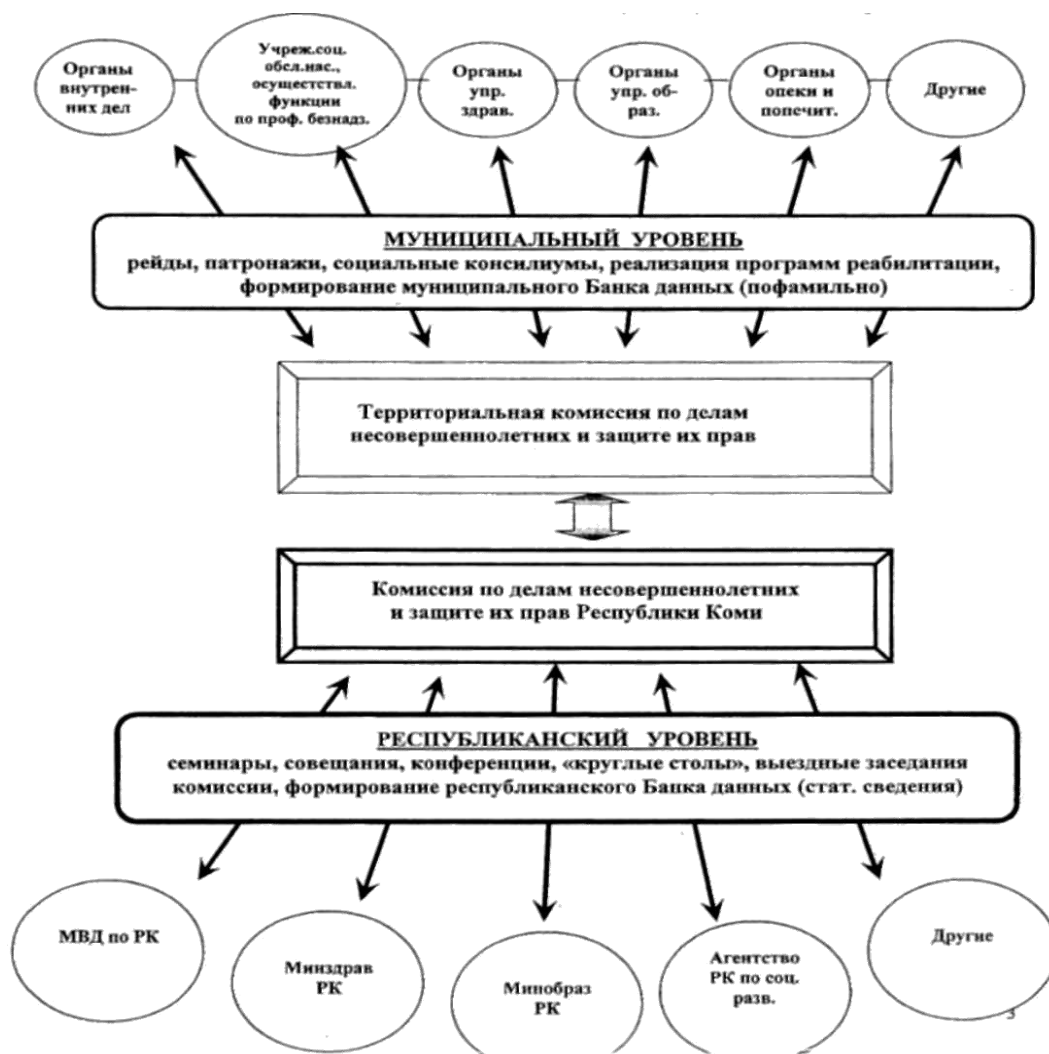 Органы
внутрен-
них дел
Учреж.соц.
обсл.нас.,
осуществл.
функции
по проф. безнадз.
Органы
упр.
здрав.
Органы
упр. об-
раз.
Органы
опеки и
попсчит.
Другие
МУНИЦИПАЛЬНЫЙ УРОВЕНЬ
рейды, патронажи, социальные консилиумы, реализация программ реабилитации,
формирование муниципального Банка данных (пофамильно)
Территориальная комиссия по делам
несовершеннолетних и защите их прав
Комиссия по делам несовершеннолетних
и защите их прав Республики Коми
РЕСПУБЛИКАНСКИЙ УРОВЕНЬ
семинары, совещания, конференции, «круглые столы», выездные заседания
комиссии, формирование республиканского Банка данных (стат. сведения)
МВД по РК
Минздрав
РК
Минобраз
РК
Агентство
РК по соц.
разв.
Другие
3